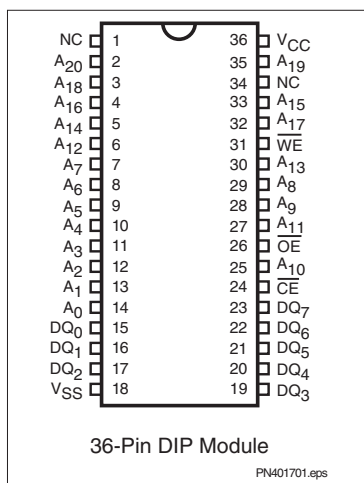 NC 1 36 VCC
A20 2 35 A19
A18 3 34 NC
A16 4 33 A15
A14 5 32 A17
A12 6 31 W̅E̅
A7 7 30 A13
A6 8 29 A8
A5 9 28 A9
A4 10 27 A11
A3 11 26 O̅E̅
A2 12 25 A10
A1 13 24 C̅E̅
A0 14 23 DQ7
DQ0 15 22 DQ6
DQ1 16 21 DQ5
DQ2 17 20 DQ4
VSS 18 19 DQ3
36-Pin DIP Module
PN401701.eps